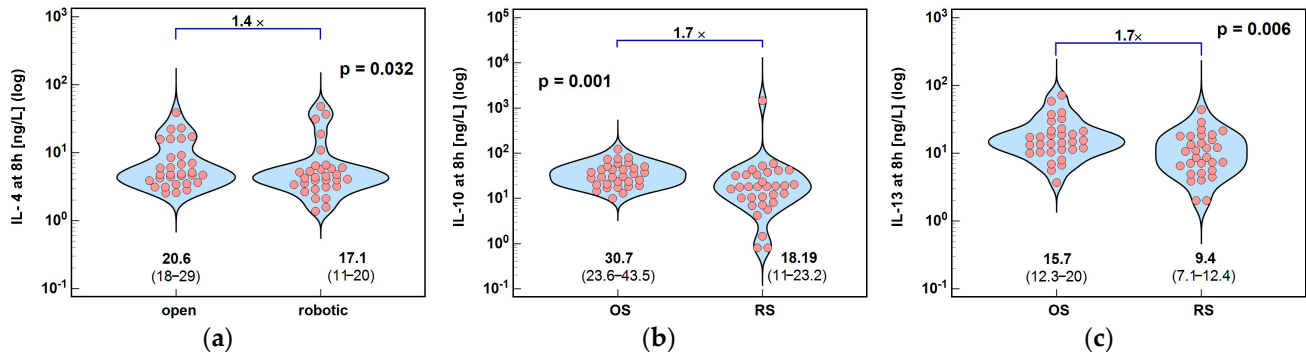 IL- 4 at 8h [ng/L] (log)
10³
10²
10¹
10⁰
10⁻¹
1.4 ×
p = 0.032
20.6
(18–29)
17.1
(11–20)
open
robotic
(a)
IL-10 at 8h [ng/L] (log)
10⁵
10⁴
10³
10²
10¹
10⁰
10⁻¹
1.7 ×
p = 0.001
30.7
(23.6–43.5)
18.19
(11–23.2)
OS
RS
(b)
IL-13 at 8h [ng/L] (log)
10³
10²
10¹
10⁰
10⁻¹
1.7×
p = 0.006
15.7
(12.3–20)
9.4
(7.1–12.4)
OS
RS
(c)